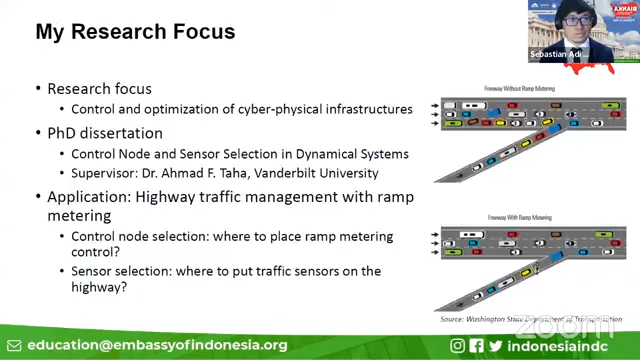 My Research Focus
Sebastian Adi ...
• Research focus
• Control and optimization of cyber-physical infrastructures
• PhD dissertation
• Control Node and Sensor Selection in Dynamical Systems
• Supervisor: Dr. Ahmad F. Taha, Vanderbilt University
• Application: Highway traffic management with ramp
metering
• Control node selection: where to place ramp metering
control?
• Sensor selection: where to put traffic sensors on the
highway?
Freeway Without Ramp Metering
Freeway With Ramp Metering
Source: Washington State Department of Transportation
zoom
education@embassyofindonesia.org
indonesiaindc